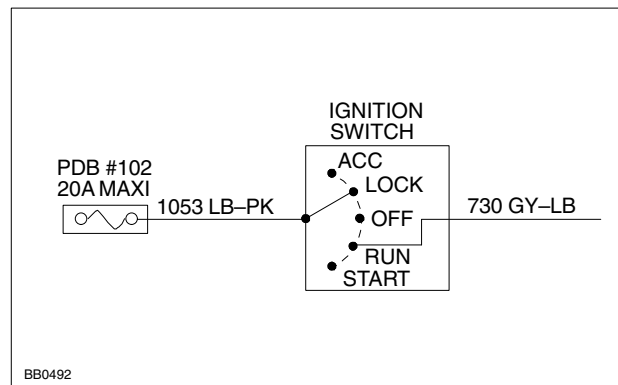 IGNITION
SWITCH
PDB #102
20A MAXI
1053 LB–PK
ACC
LOCK
OFF
RUN
START
730 GY–LB
BB0492